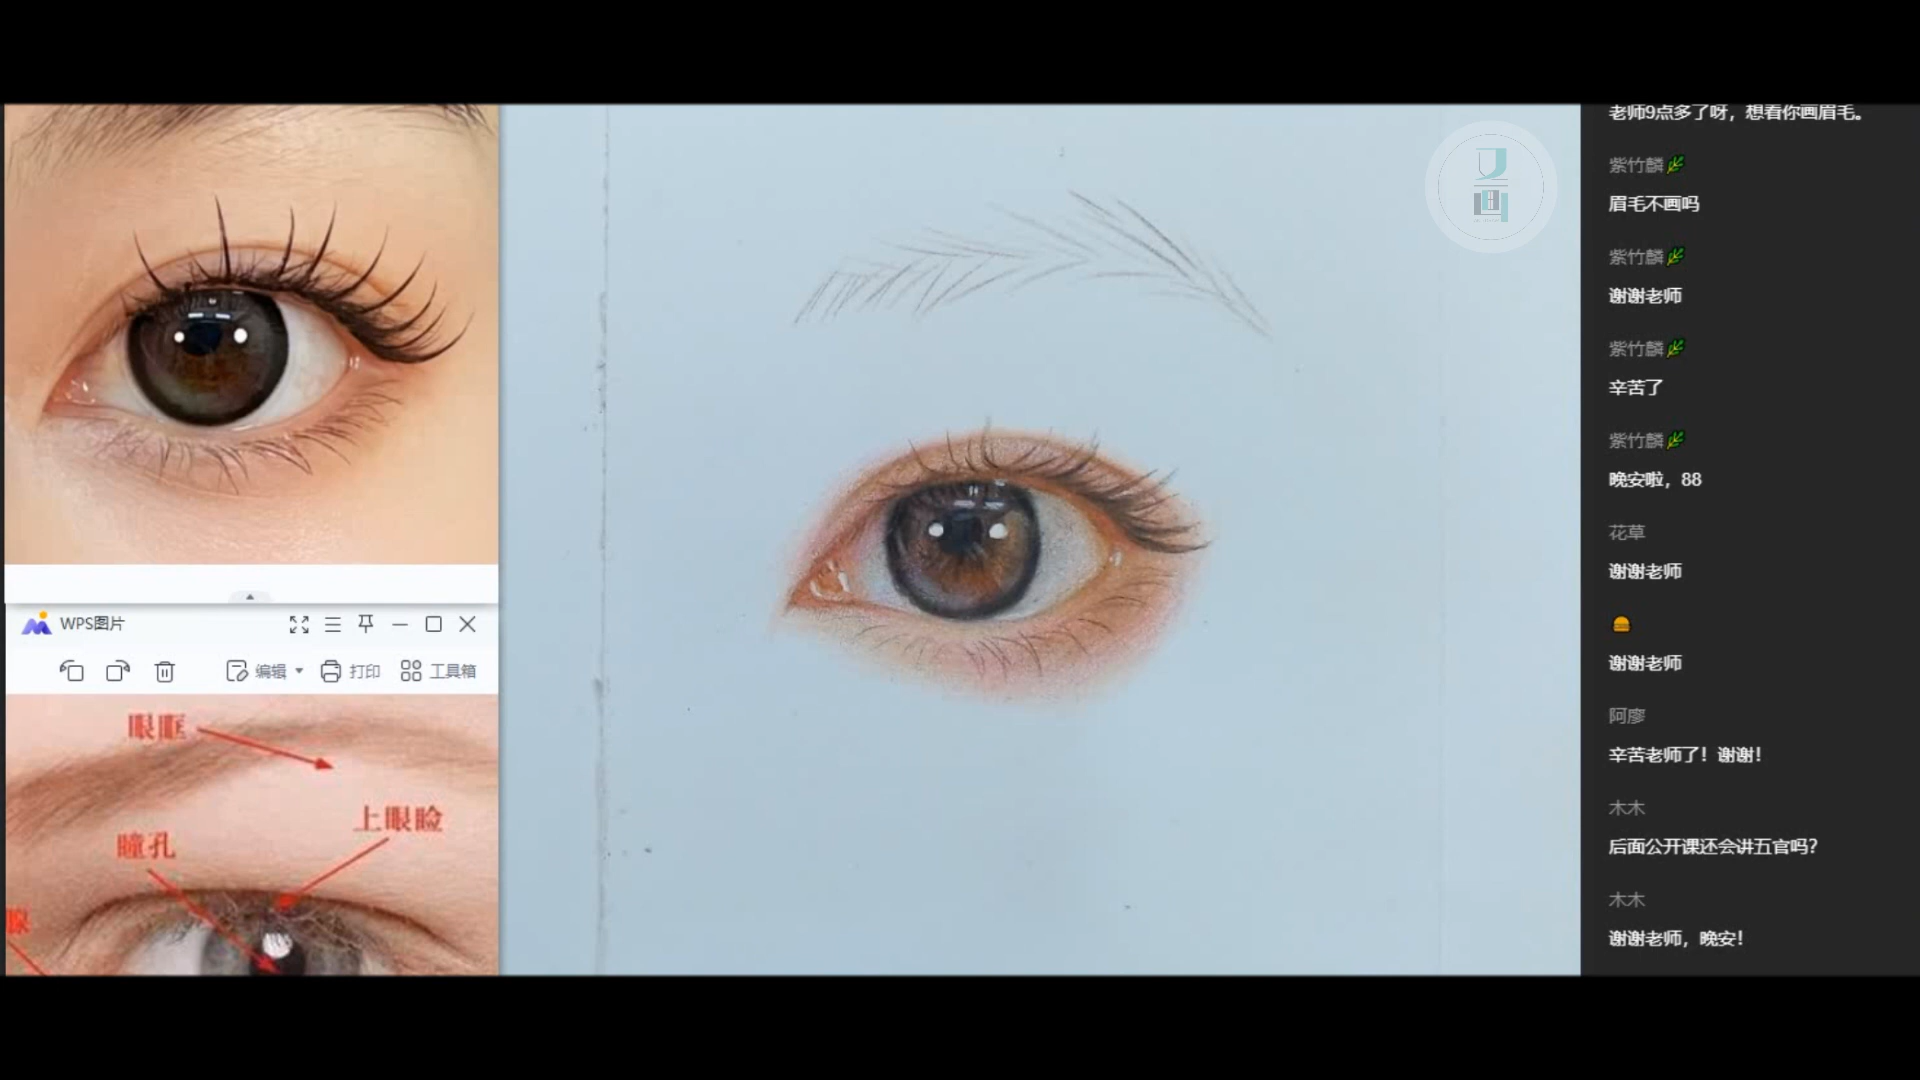 WPS图片
编辑
打印
工具箱
眼眶
上眼睑
瞳孔
腺
老师9点多了呀，想看你画眉毛。
紫竹麟
眉毛不画吗
紫竹麟
谢谢老师
紫竹麟
辛苦了
紫竹麟
晚安啦，88
花草
谢谢老师
谢谢老师
阿廖
辛苦老师了！谢谢！
木木
后面公开课还会讲五官吗？
木木
谢谢老师，晚安！